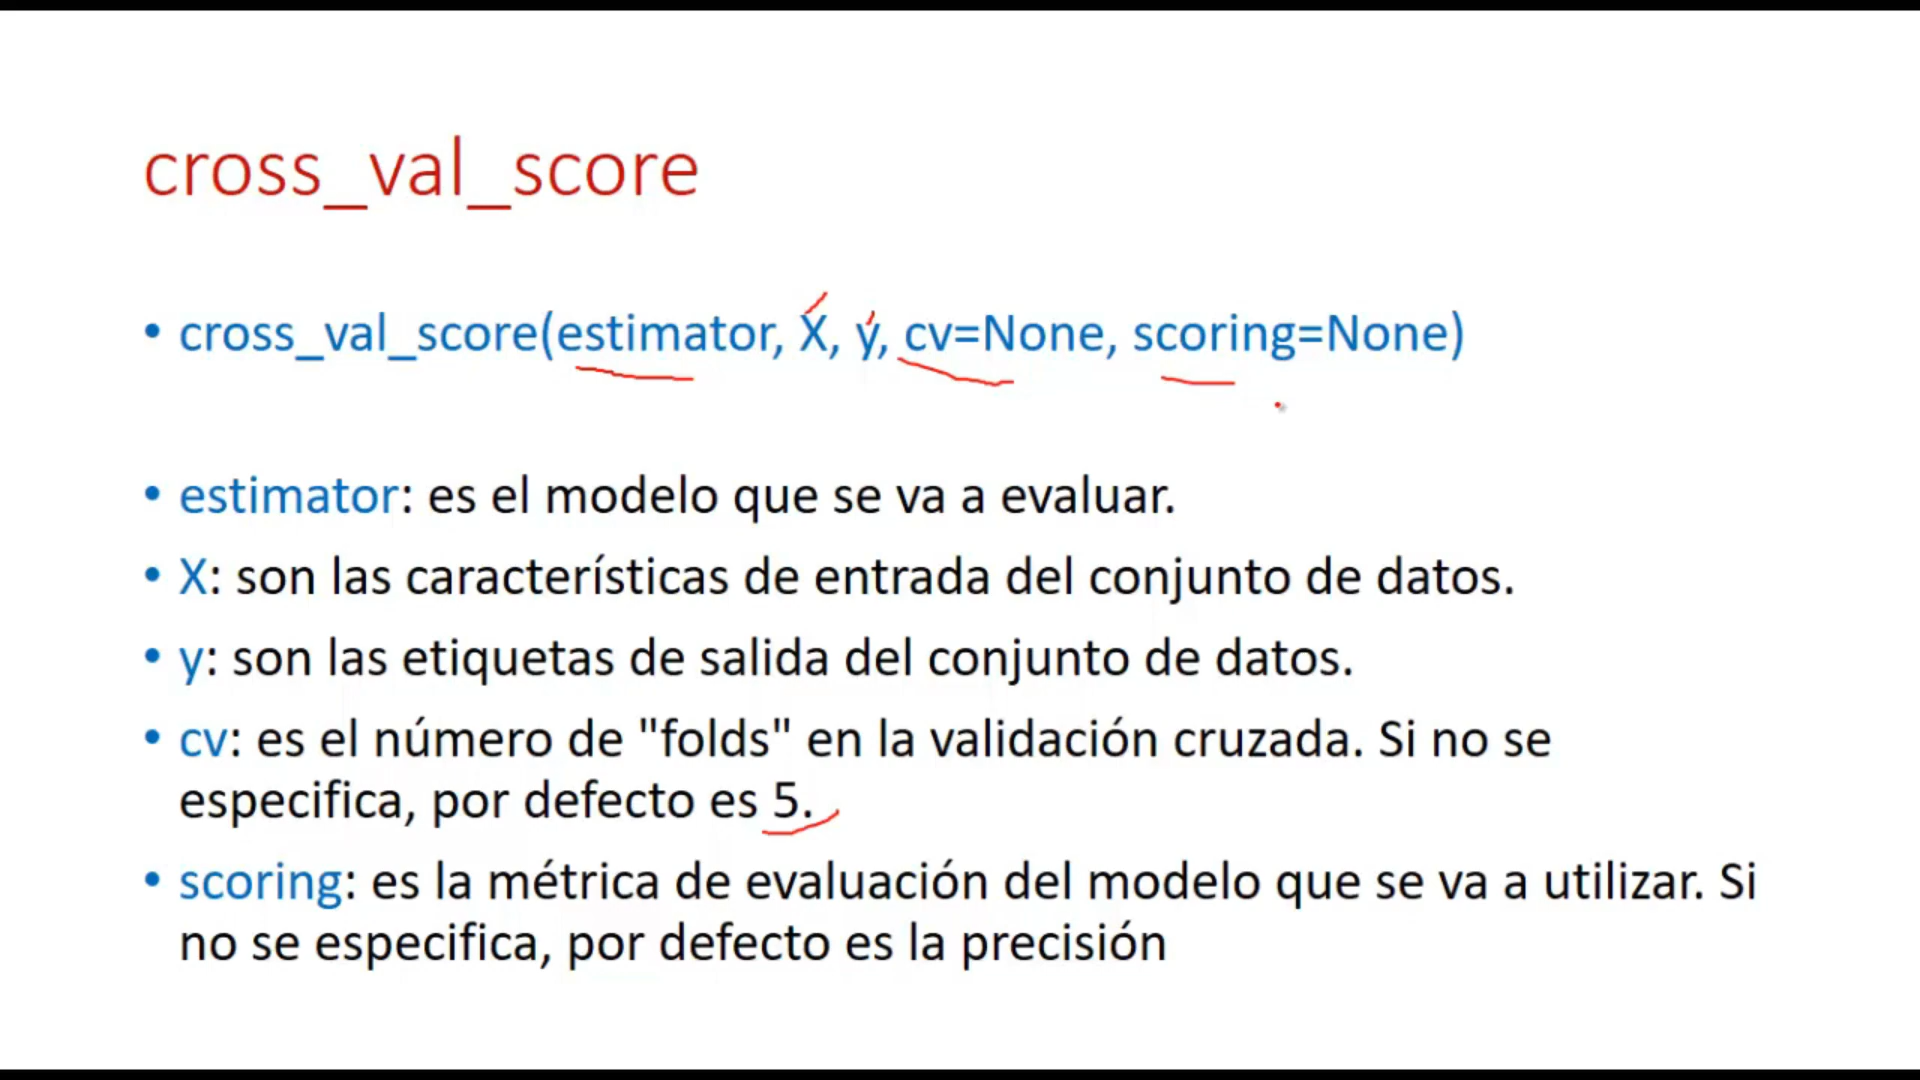 cross_val_score
• cross_val_score(estimator, X, y, cv=None, scoring=None)
• estimator: es el modelo que se va a evaluar.
• X: son las características de entrada del conjunto de datos.
• y: son las etiquetas de salida del conjunto de datos.
• cv: es el número de "folds" en la validación cruzada. Si no se
especifica, por defecto es 5.
• scoring: es la métrica de evaluación del modelo que se va a utilizar. Si
no se especifica, por defecto es la precisión